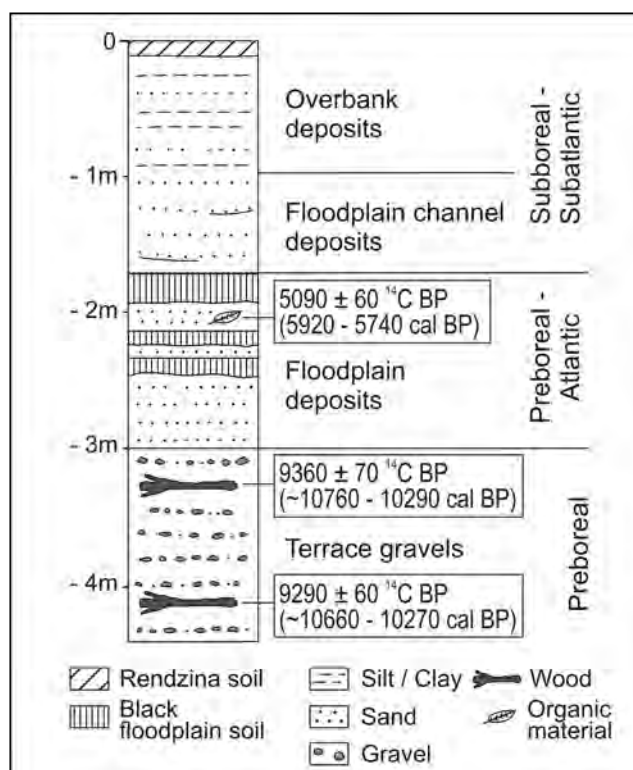 0
Overbank
deposits
- 1m
Floodplain channel
deposits
Subboreal -
Subatlantic
- 2m
5090 ± 60 ¹⁴C BP
(5920 - 5740 cal BP)
Floodplain
deposits
Preboreal -
Atlantic
- 3m
9360 ± 70 ¹⁴C BP
(~10760 - 10290 cal BP)
Terrace gravels
Preboreal
- 4m
9290 ± 60 ¹⁴C BP
(~10660 - 10270 cal BP)
Rendzina soil
Silt / Clay
Wood
Black
floodplain soil
Sand
Organic
material
Gravel